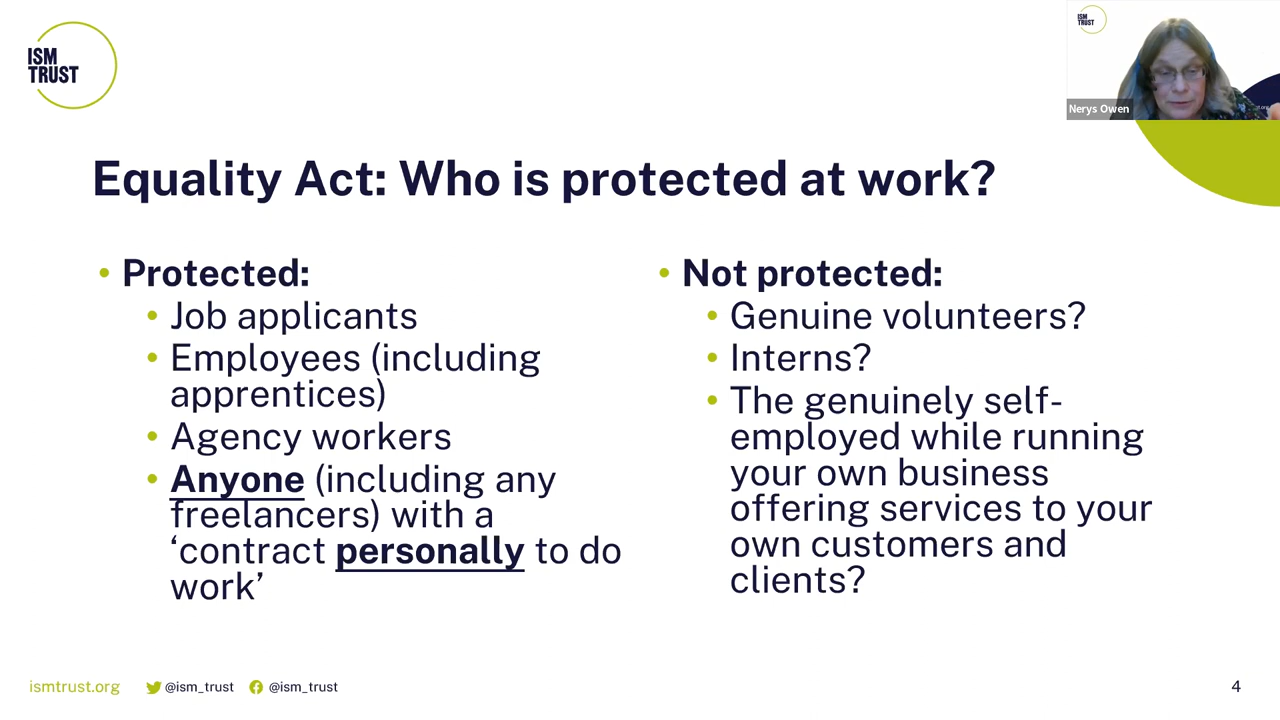 ISM
TRUST
ISM
TRUST
Nerys Owen
Equality Act: Who is protected at work?
• Protected:
• Job applicants
• Employees (including
apprentices)
• Agency workers
• Anyone (including any
freelancers) with a
‘contract personally to do
work’
• Not protected:
• Genuine volunteers?
• Interns?
• The genuinely self-
employed while running
your own business
offering services to your
own customers and
clients?
ismtrust.org
@ism_trust
@ism_trust
4